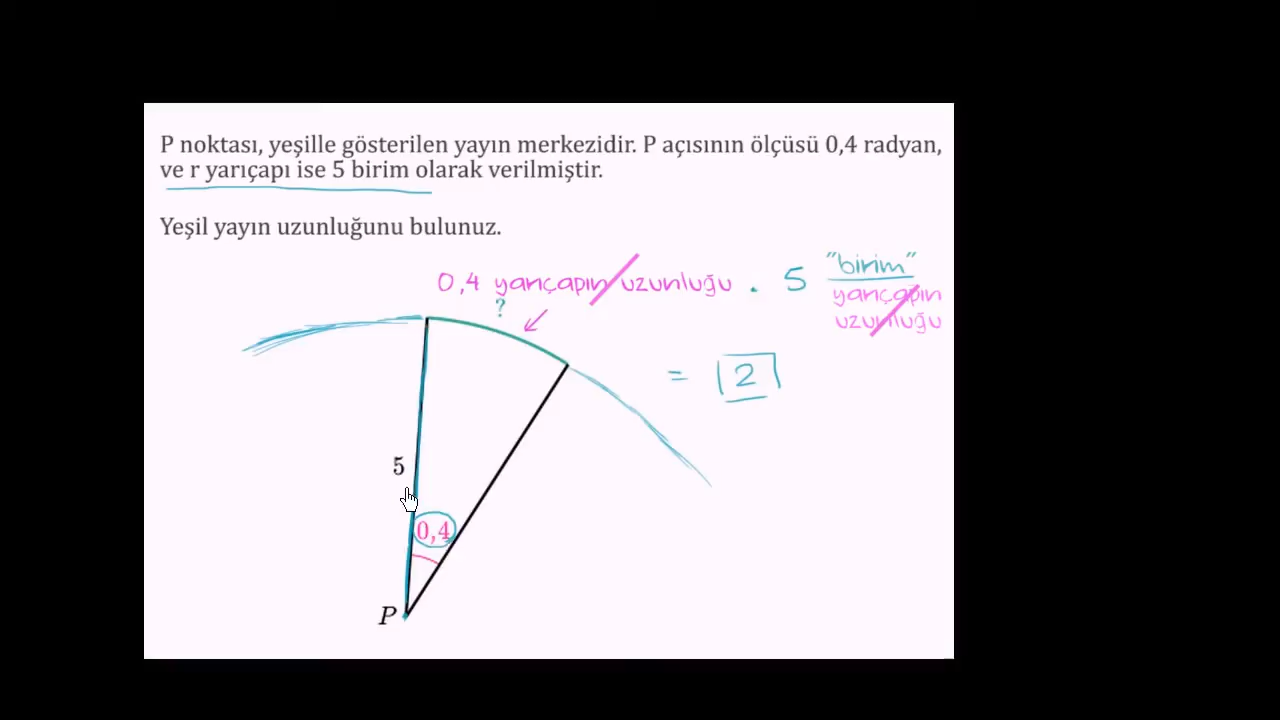 P noktası, yeşille gösterilen yayın merkezidir. P açısının ölçüsü 0,4 radyan,
ve r yarıçapı ise 5 birim olarak verilmiştir.
Yeşil yayın uzunluğunu bulunuz.
0,4 yarıçapın uzunluğu . 5 "birim"
yarıçapın
uzunluğu
?
= 2
5
0,4
P